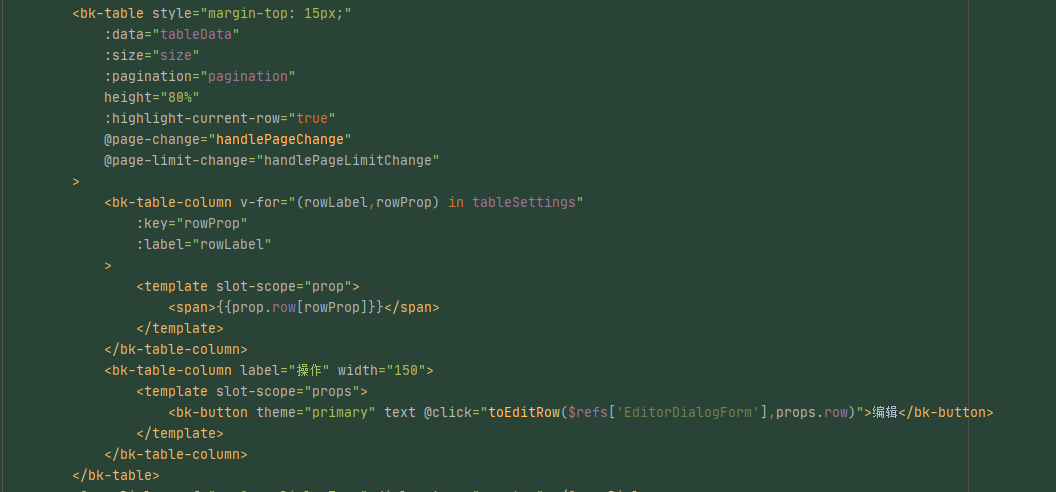 <bk-table style="margin-top: 15px;"
:data="tableData"
:size="size"
:pagination="pagination"
height="80%"
:highlight-current-row="true"
@page-change="handlePageChange"
@page-limit-change="handlePageLimitChange"
>
<bk-table-column v-for="(rowLabel,rowProp) in tableSettings"
:key="rowProp"
:label="rowLabel"
>
<template slot-scope="prop">
<span>{{prop.row[rowProp]}}</span>
</template>
</bk-table-column>
<bk-table-column label="操作" width="150">
<template slot-scope="props">
<bk-button theme="primary" text @click="toEditRow($refs['EditorDialogForm'],props.row)">编辑</bk-button>
</template>
</bk-table-column>
</bk-table>